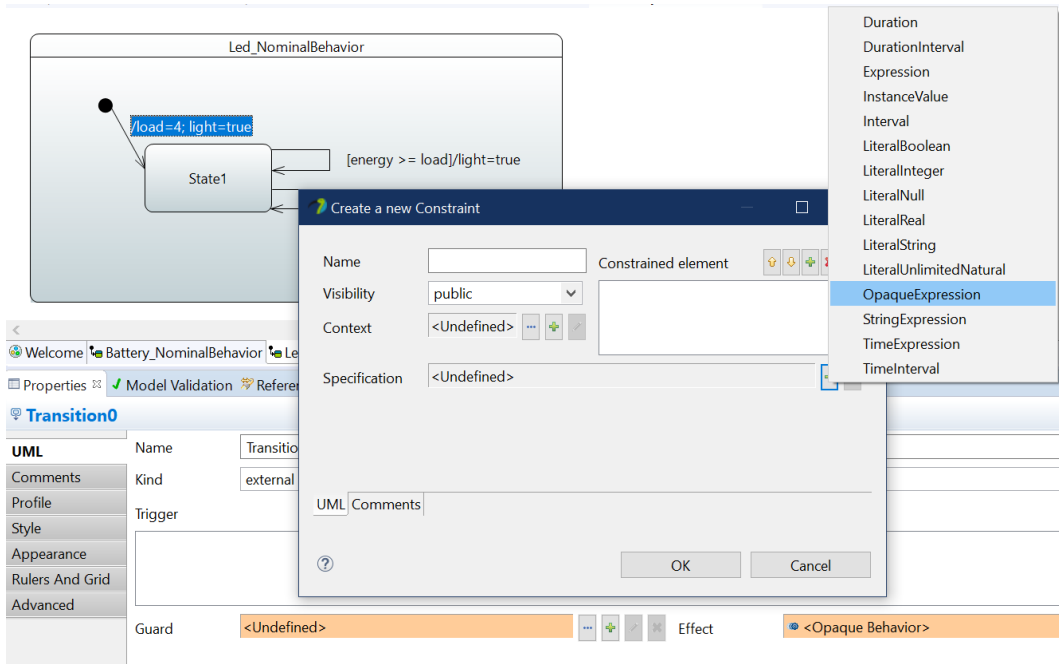 Led_NominalBehavior
/load=4; light=true
[energy >= load]/light=true
State1
Duration
DurationInterval
Expression
InstanceValue
Interval
LiteralBoolean
LiteralInteger
LiteralNull
LiteralReal
LiteralString
LiteralUnlimitedNatural
OpaqueExpression
StringExpression
TimeExpression
TimeInterval
Create a new Constraint
Name
Constrained element
Visibility
public
Context
<Undefined>
Specification
<Undefined>
UML Comments
OK
Cancel
Welcome Battery_NominalBehavior Le
Properties Model Validation Referen
Transition0
UML
Comments
Profile
Style
Appearance
Rulers And Grid
Advanced
Name
Transitio
Kind
external
Trigger
Guard
<Undefined>
Effect
<Opaque Behavior>